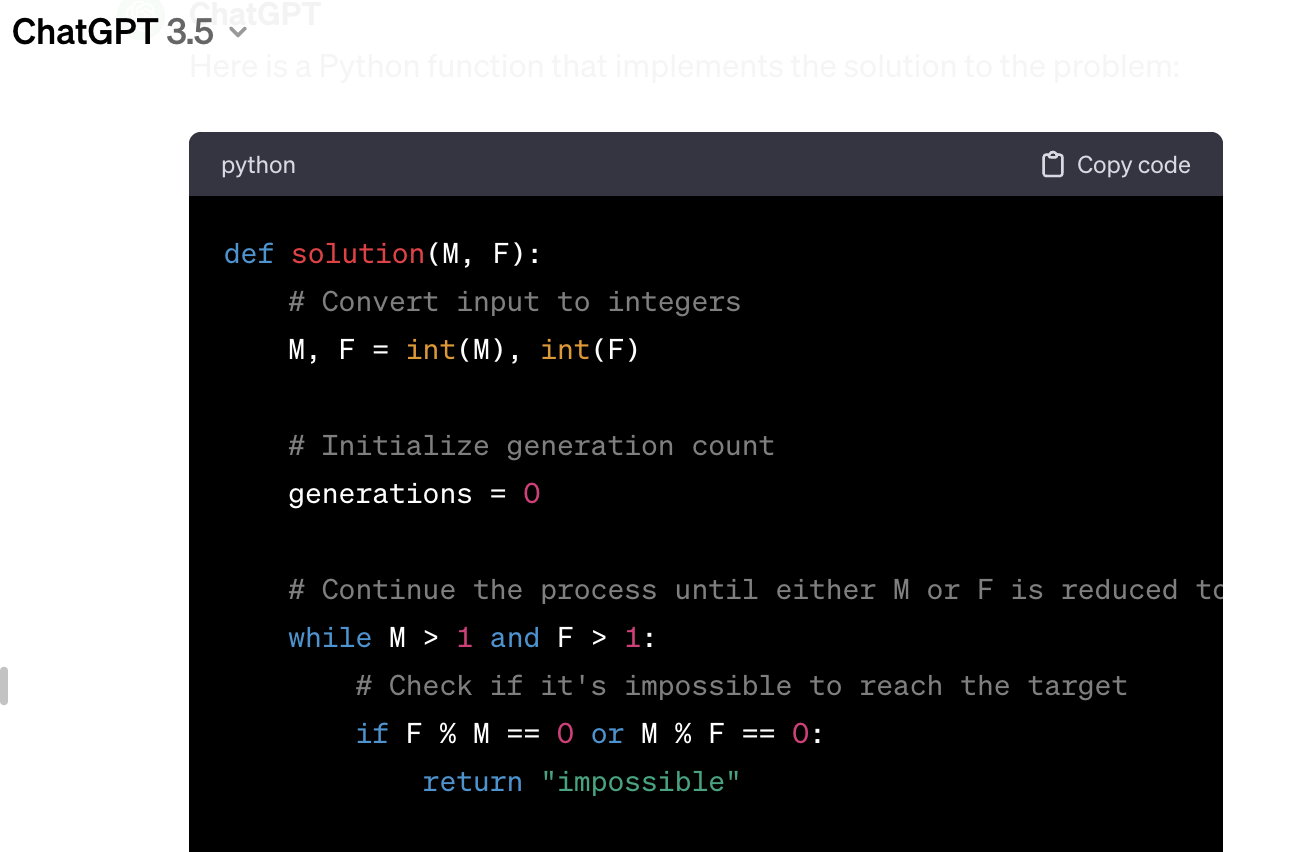 ChatGPT
ChatGPT 3.5
Here is a Python function that implements the solution to the problem:
python
Copy code
def solution(M, F):
# Convert input to integers
M, F = int(M), int(F)
# Initialize generation count
generations = 0
# Continue the process until either M or F is reduced to
while M > 1 and F > 1:
# Check if it's impossible to reach the target
if F % M == 0 or M % F == 0:
return "impossible"